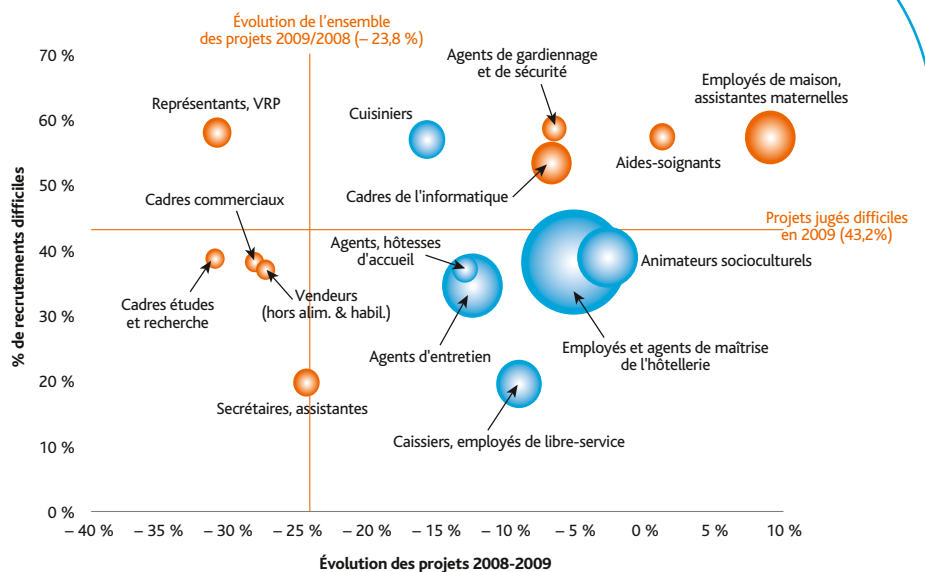 Évolution de l'ensemble
des projets 2009/2008 (– 23,8 %)
% de recrutements difficiles
70 %
60 %
50 %
40 %
30 %
20 %
10 %
0 %
Représentants, VRP
Cuisiniers
Agents de gardiennage
et de sécurité
Employés de maison,
assistantes maternelles
Aides-soignants
Cadres de l'informatique
Cadres commerciaux
Projets jugés difficiles
en 2009 (43,2%)
Agents, hôtesses
d'accueil
Animateurs socioculturels
Cadres études
et recherche
Vendeurs
(hors alim. & habil.)
Agents d'entretien
Employés et agents de maîtrise
de l'hôtellerie
Secrétaires, assistantes
Caissiers, employés de libre-service
– 40 % – 35 % – 30 % – 25 % – 20 % – 15 % – 10 % – 5 % 0 % 5 % 10 %
Évolution des projets 2008-2009